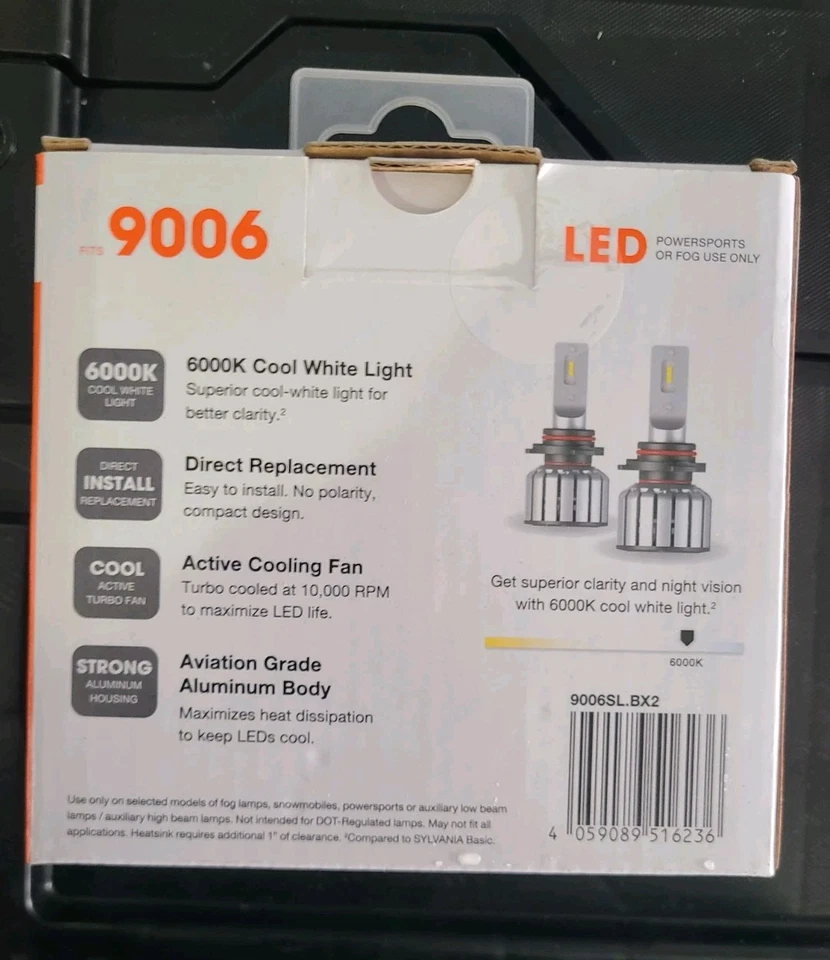 FITS 9006
LED POWERSPORTS
OR FOG USE ONLY
6000K
COOL WHITE
LIGHT
6000K Cool White Light
Superior cool-white light for
better clarity.²
DIRECT
INSTALL
REPLACEMENT
Direct Replacement
Easy to install. No polarity,
compact design.
COOL
ACTIVE
TURBO FAN
Active Cooling Fan
Turbo cooled at 10,000 RPM
to maximize LED life.
STRONG
ALUMINUM
HOUSING
Aviation Grade
Aluminum Body
Maximizes heat dissipation
to keep LEDs cool.
Get superior clarity and night vision
with 6000K cool white light.²
6000K
9006SL.BX2
4 059089 516236
Use only on selected models of fog lamps, snowmobiles, powersports or auxiliary low beam
lamps / auxiliary high beam lamps. Not intended for DOT-Regulated lamps. May not fit all
applications. Heatsink requires additional 1" of clearance. ²Compared to SYLVANIA Basic.